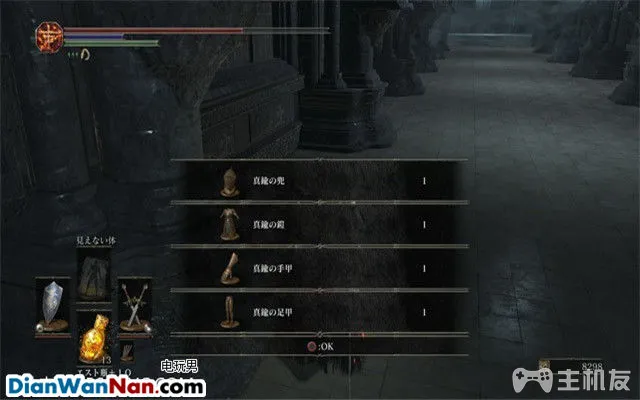 真鍮の兜 1
真鍮の鎧 1
真鍮の手甲 1
真鍮の足甲 1
:OK
見えない体
13
エスト瓶+10
8298
电玩男
DianWanNan.com
主机友